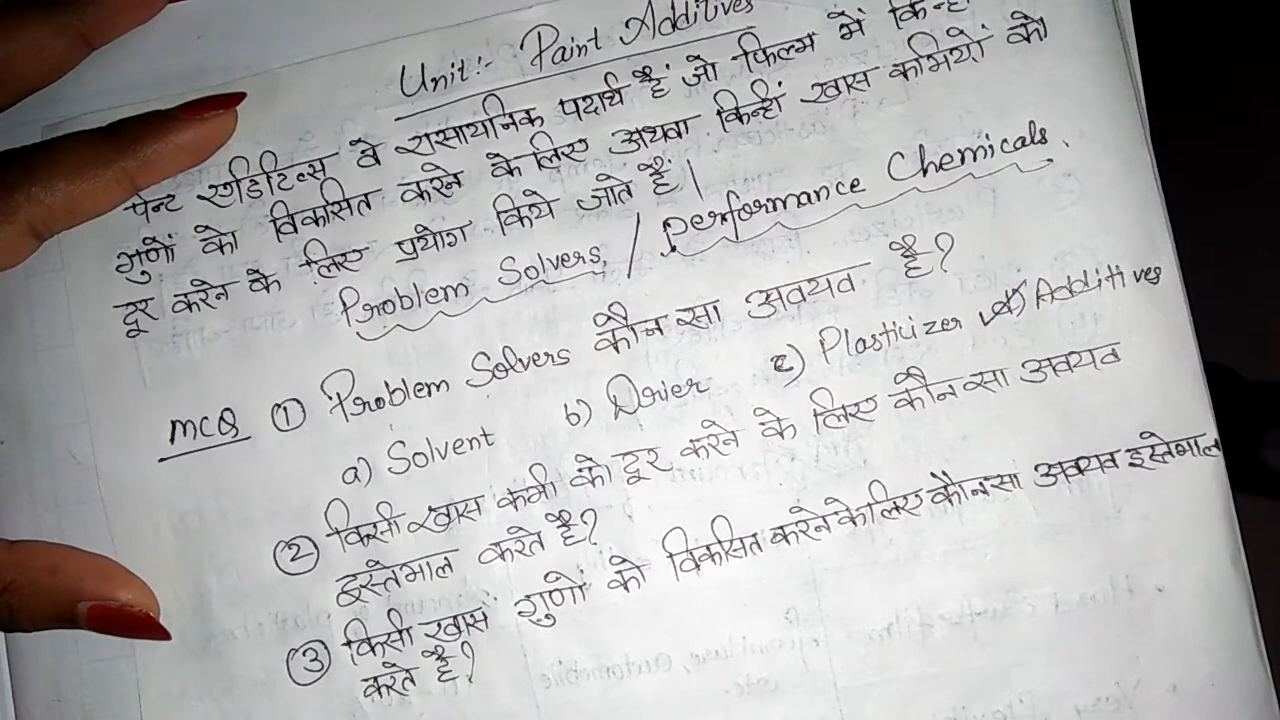 Unit:- Paint Additives
पेन्ट एडिटिव्स वे रासायनिक पदार्थ हैं जो फिल्म में किन्हीं
गुणों को विकसित करने के लिए अथवा किन्हीं खास कमियों को
दूर करने के लिए प्रयोग किये जाते हैं।
Problem Solvers / performance Chemicals.
MCQ ① Problem Solvers कौन सा अवयव है?
a) Solvent b) Drier c) Plasticizer d) Additives
② किसी खास कमी को दूर करने के लिए कौन सा अवयव
इस्तेमाल करते है?
③ किसी खास गुणों को विकसित करने के लिए कौन सा अवयव इस्तेमाल
करते है?